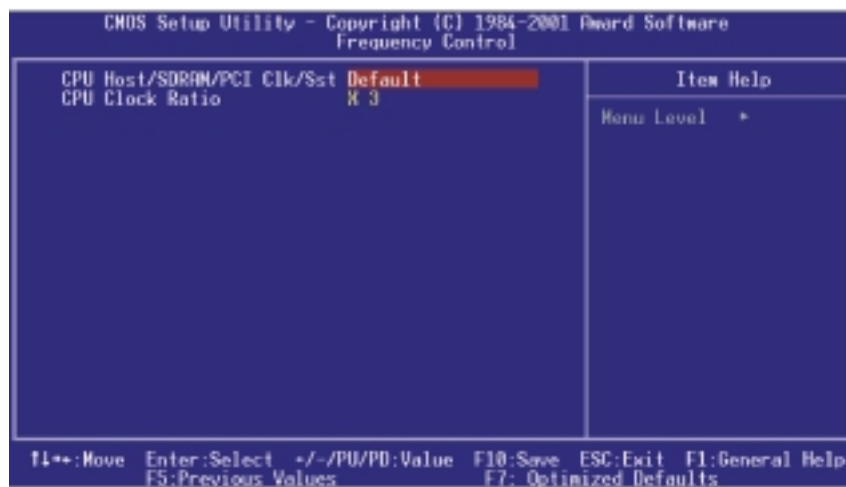 CMOS Setup Utility - Copyright (C) 1984-2001 Award Software
Frequency Control
CPU Host/SDRAM/PCI Clk/Sst Default
CPU Clock Ratio X 3
Item Help
Menu Level ▸
↑↓→←:Move Enter:Select +/-/PU/PD:Value F10:Save ESC:Exit F1:General Help
F5:Previous Values F7: Optimized Defaults